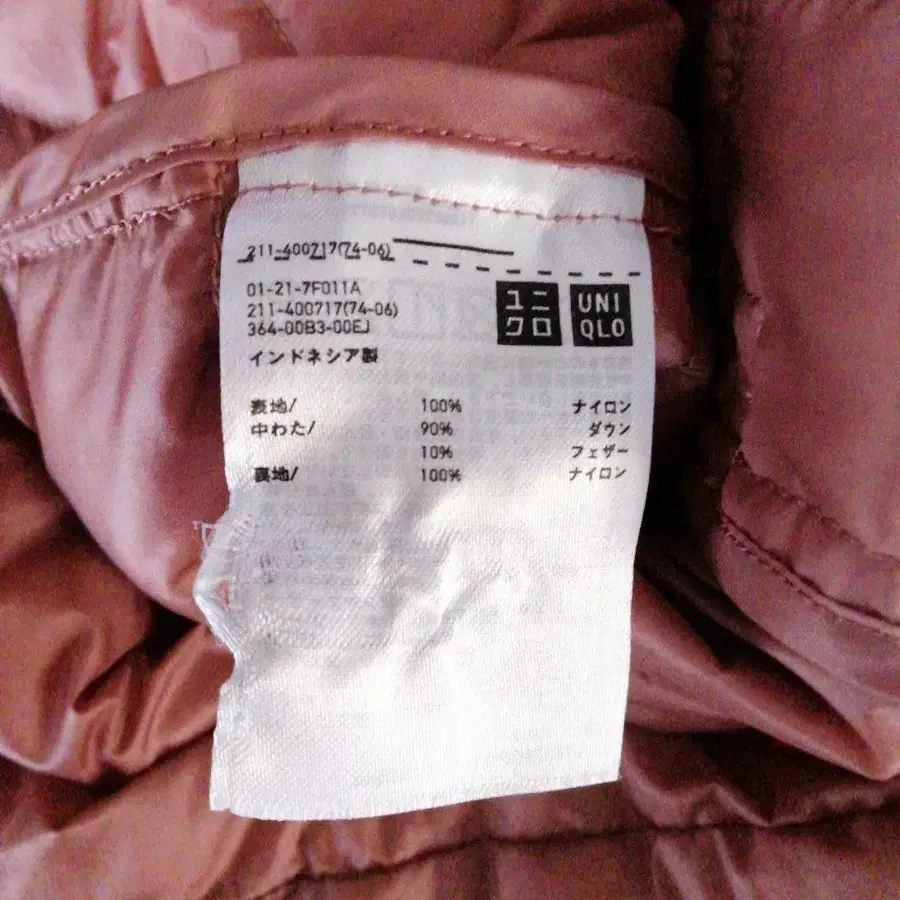 211-400717(74-06)
01-21-7F011A
211-400717(74-06)
364-00B3-00EJ
インドネシア製
ユニ
クロ
UNI
QLO
表地/ 100% ナイロン
中わた/ 90% ダウン
10% フェザー
裏地/ 100% ナイロン